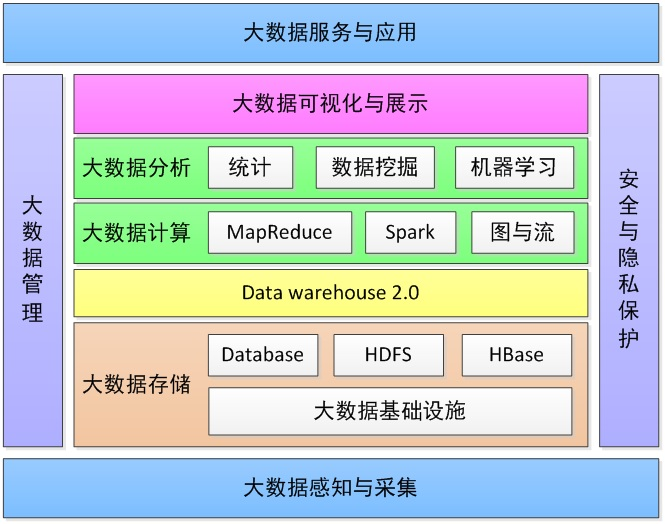 大数据服务与应用
大数据管理
大数据可视化与展示
大数据分析 统计 数据挖掘 机器学习
大数据计算 MapReduce Spark 图与流
Data warehouse 2.0
大数据存储
Database HDFS HBase
大数据基础设施
安全与隐私保护
大数据感知与采集